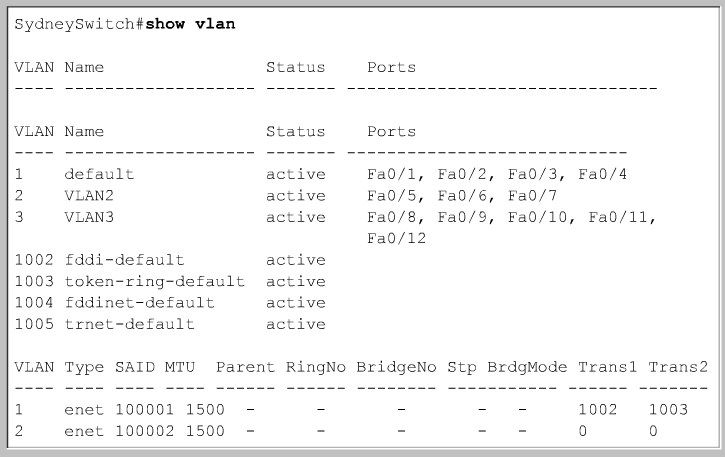 SydneySwitch#show vlan
VLAN Name Status Ports
---- ------------------- ------- -------------------------------
VLAN Name Status Ports
---- ------------------- ------- ----------------------------
1 default active Fa0/1, Fa0/2, Fa0/3, Fa0/4
2 VLAN2 active Fa0/5, Fa0/6, Fa0/7
3 VLAN3 active Fa0/8, Fa0/9, Fa0/10, Fa0/11,
Fa0/12
1002 fddi-default active
1003 token-ring-default active
1004 fddinet-default active
1005 trnet-default active
VLAN Type SAID MTU Parent RingNo BridgeNo Stp BrdgMode Trans1 Trans2
---- ---- ---- ---- ------ ------ -------- --- -------- ------ -------
1 enet 100001 1500 - - - - - 1002 1003
2 enet 100002 1500 - - - - - 0 0